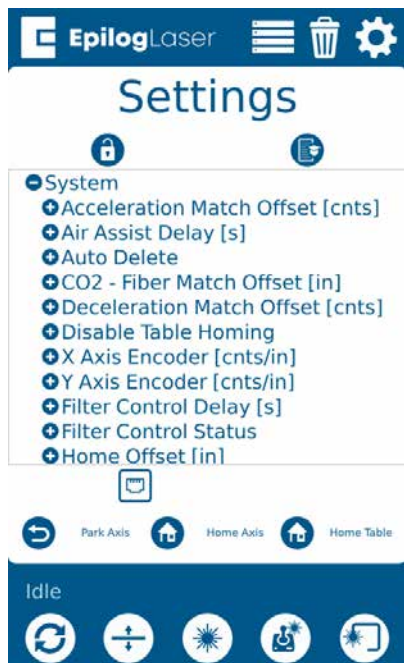 EpilogLaser
Settings
System
Acceleration Match Offset [cnts]
Air Assist Delay [s]
Auto Delete
CO2 - Fiber Match Offset [in]
Deceleration Match Offset [cnts]
Disable Table Homing
X Axis Encoder [cnts/in]
Y Axis Encoder [cnts/in]
Filter Control Delay [s]
Filter Control Status
Home Offset [in]
Park Axis Home Axis Home Table
Idle